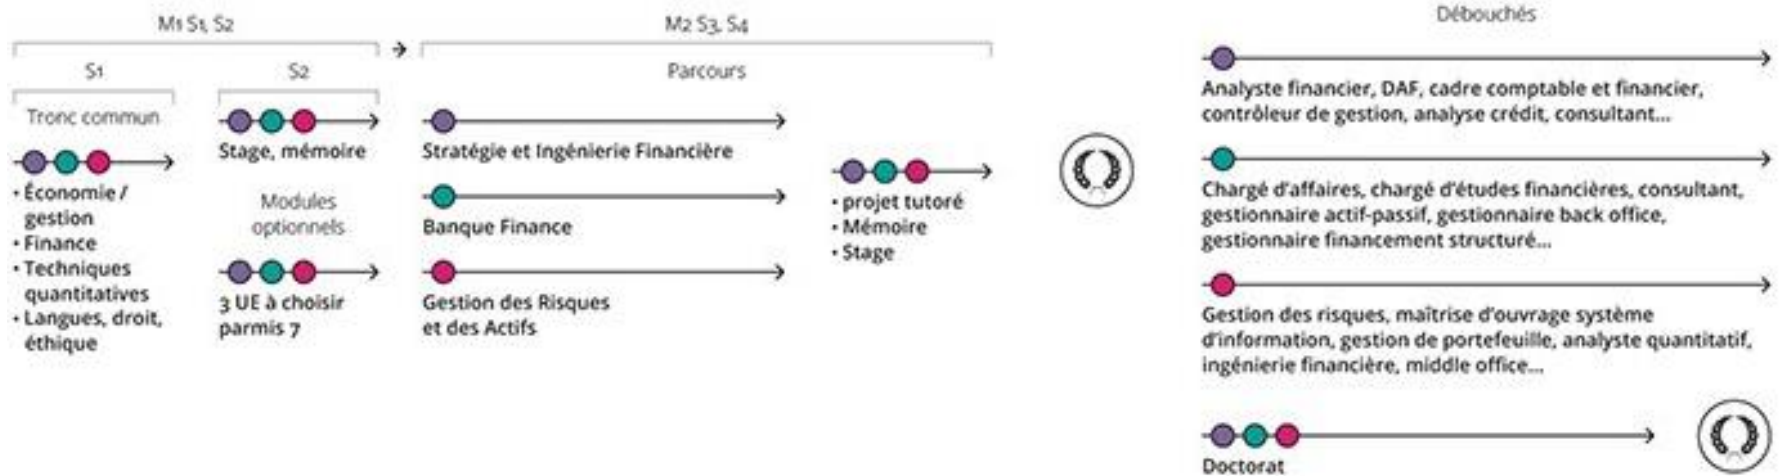 M1 S1, S2
S1
Tronc commun
• Économie /
gestion
• Finance
• Techniques
quantitatives
• Langues, droit,
éthique
S2
Stage, mémoire
Modules
optionnels
3 UE à choisir
parmis 7
M2 S3, S4
Parcours
Stratégie et Ingénierie Financière
Banque Finance
Gestion des Risques
et des Actifs
• projet tutoré
• Mémoire
• Stage
Débouchés
Analyste financier, DAF, cadre comptable et financier,
contrôleur de gestion, analyse crédit, consultant...
Chargé d'affaires, chargé d'études financières, consultant,
gestionnaire actif-passif, gestionnaire back office,
gestionnaire financement structuré...
Gestion des risques, maîtrise d'ouvrage système
d'information, gestion de portefeuille, analyste quantitatif,
ingénierie financière, middle office...
Doctorat